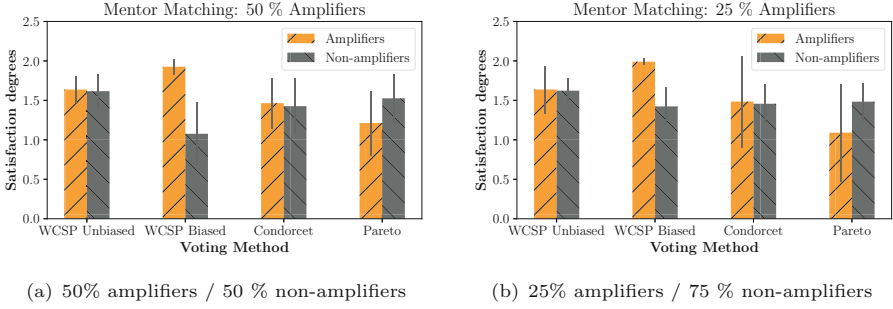 Mentor Matching: 50 % Amplifiers
2.5
2.0
1.5
1.0
0.5
0.0
Satisfaction degrees
Amplifiers
Non-amplifiers
WCSP Unbiased WCSP Biased Condorcet Pareto
Voting Method
(a) 50% amplifiers / 50 % non-amplifiers
Mentor Matching: 25 % Amplifiers
2.5
2.0
1.5
1.0
0.5
0.0
Satisfaction degrees
Amplifiers
Non-amplifiers
WCSP Unbiased WCSP Biased Condorcet Pareto
Voting Method
(b) 25% amplifiers / 75 % non-amplifiers